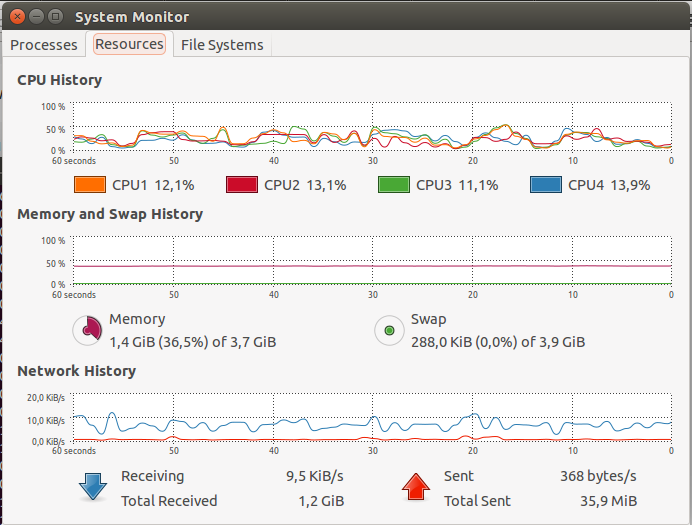 System Monitor
Processes Resources File Systems
CPU History
100 %
50 %
0 %
60 seconds 50 40 30 20 10 0
CPU1 12,1% CPU2 13,1% CPU3 11,1% CPU4 13,9%
Memory and Swap History
100 %
50 %
0 %
60 seconds 50 40 30 20 10 0
Memory Swap
1,4 GiB (36,5%) of 3,7 GiB 288,0 KiB (0,0%) of 3,9 GiB
Network History
20,0 KiB/s
10,0 KiB/s
0,0 KiB/s
60 seconds 50 40 30 20 10 0
Receiving 9,5 KiB/s Sent 368 bytes/s
Total Received 1,2 GiB Total Sent 35,9 MiB